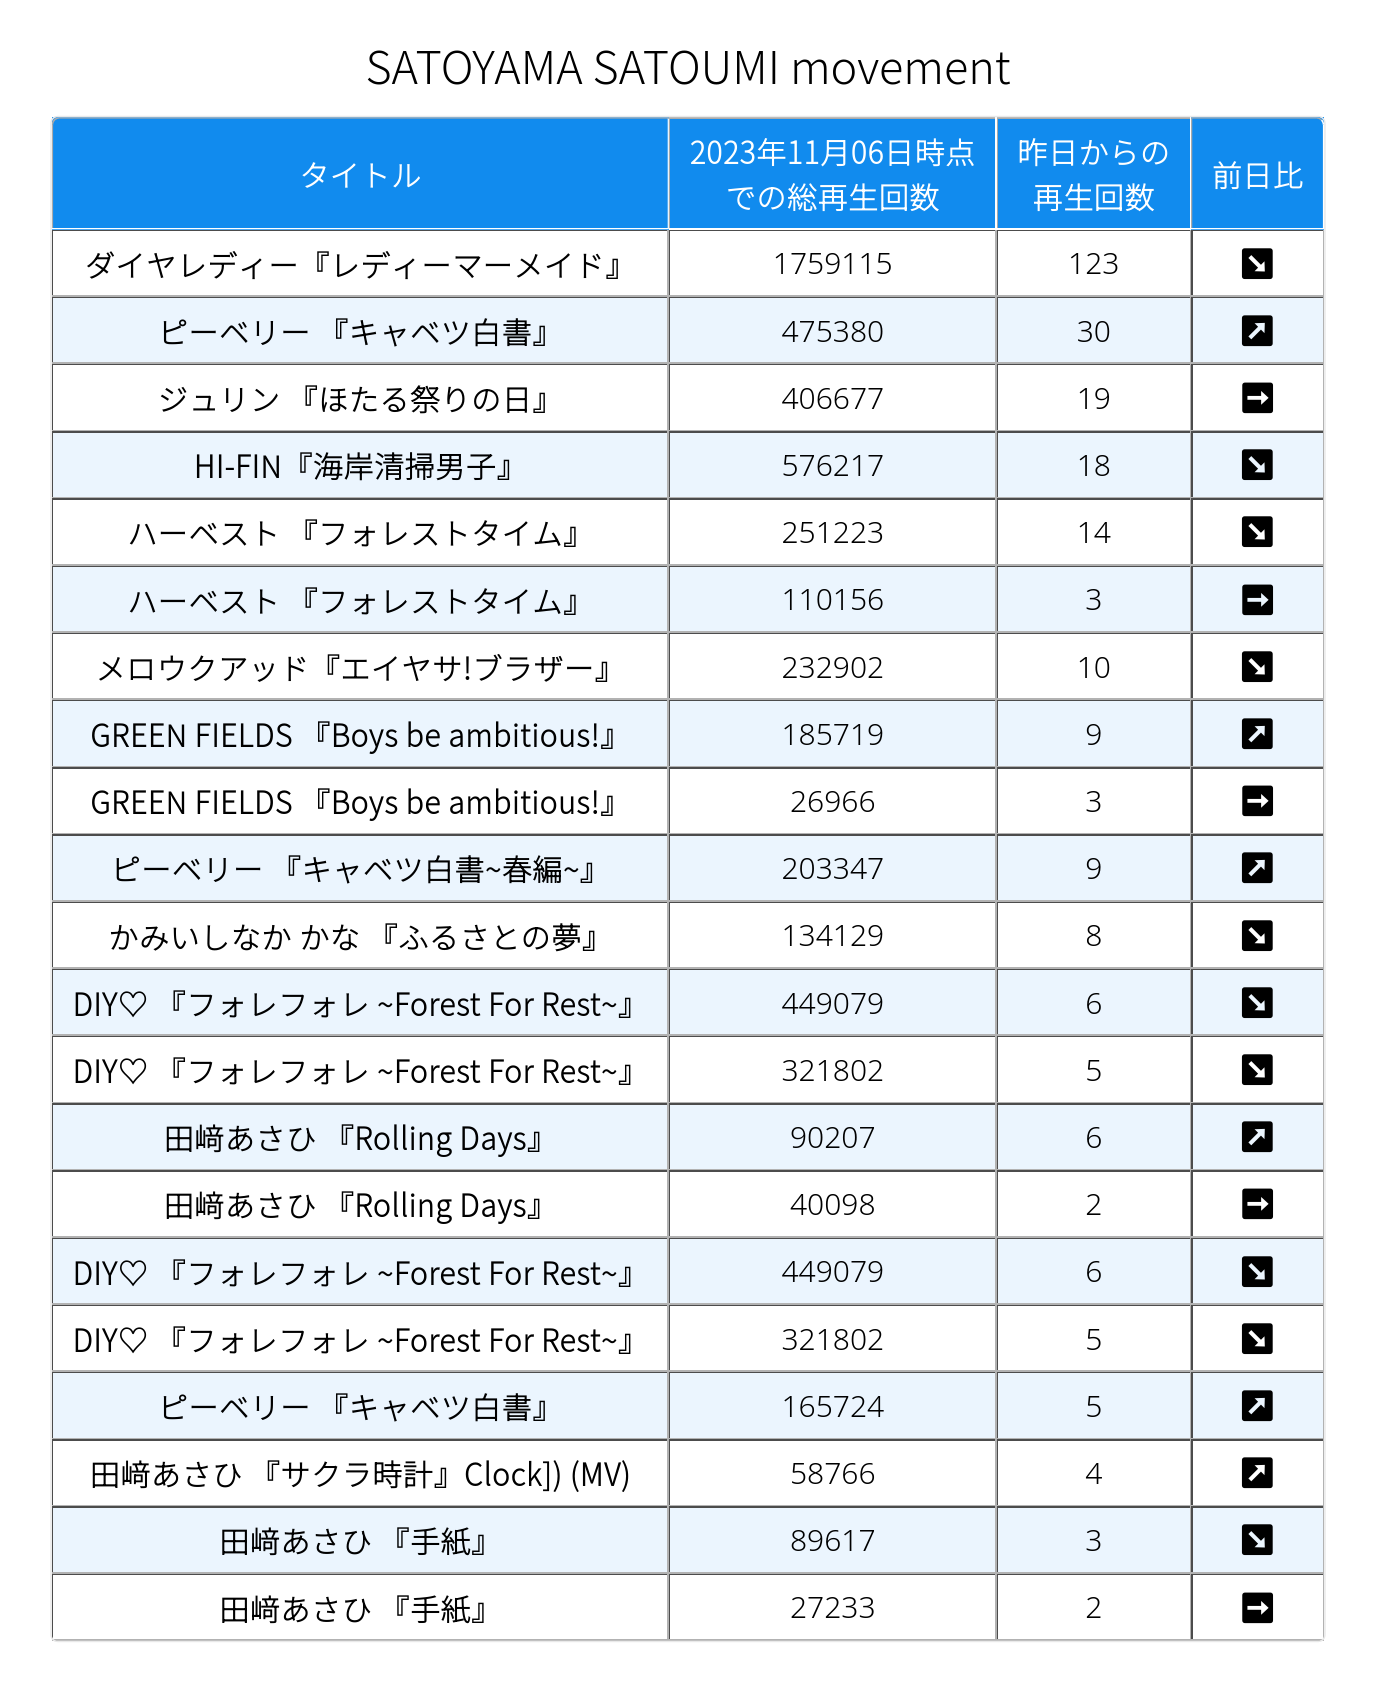 SATOYAMA SATOUMI movement
タイトル 2023年11月06日時点での総再生回数 昨日からの再生回数 前日比
ダイヤレディー『レディーマーメイド』 1759115 123 ↘
ピーベリー 『キャベツ白書』 475380 30 ↗
ジュリン 『ほたる祭りの日』 406677 19 →
HI-FIN『海岸清掃男子』 576217 18 ↘
ハーベスト 『フォレストタイム』 251223 14 ↘
ハーベスト 『フォレストタイム』 110156 3 →
メロウクアッド『エイヤサ!ブラザー』 232902 10 ↘
GREEN FIELDS 『Boys be ambitious!』 185719 9 ↗
GREEN FIELDS 『Boys be ambitious!』 26966 3 →
ピーベリー 『キャベツ白書~春編~』 203347 9 ↗
かみいしなか かな 『ふるさとの夢』 134129 8 ↘
DIY♡ 『フォレフォレ ~Forest For Rest~』 449079 6 ↘
DIY♡ 『フォレフォレ ~Forest For Rest~』 321802 5 ↘
田﨑あさひ 『Rolling Days』 90207 6 ↗
田﨑あさひ 『Rolling Days』 40098 2 →
DIY♡ 『フォレフォレ ~Forest For Rest~』 449079 6 ↘
DIY♡ 『フォレフォレ ~Forest For Rest~』 321802 5 ↘
ピーベリー 『キャベツ白書』 165724 5 ↗
田﨑あさひ 『サクラ時計』Clock]) (MV) 58766 4 ↗
田﨑あさひ 『手紙』 89617 3 ↘
田﨑あさひ 『手紙』 27233 2 →